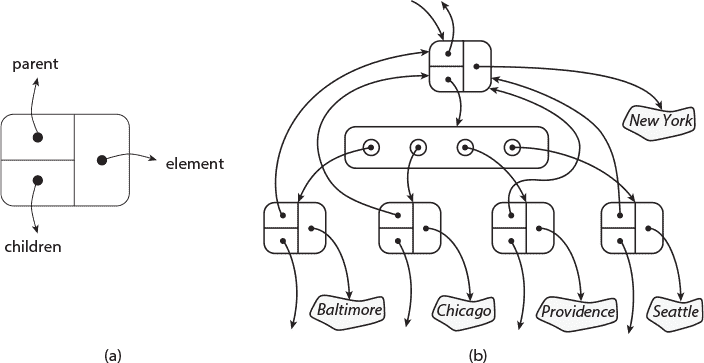 parent
element
children
New York
Baltimore
Chicago
Providence
Seattle
(a)
(b)